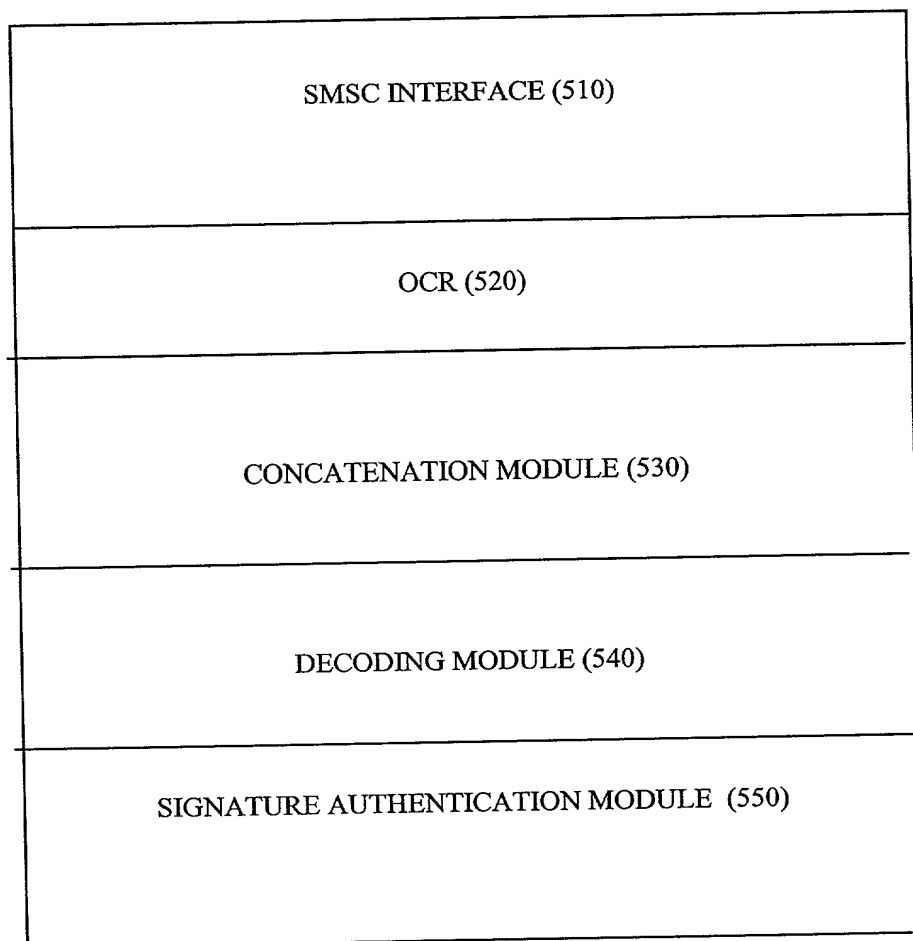 SMSC INTERFACE (510)
OCR (520)
CONCATENATION MODULE (530)
DECODING MODULE (540)
SIGNATURE AUTHENTICATION MODULE (550)